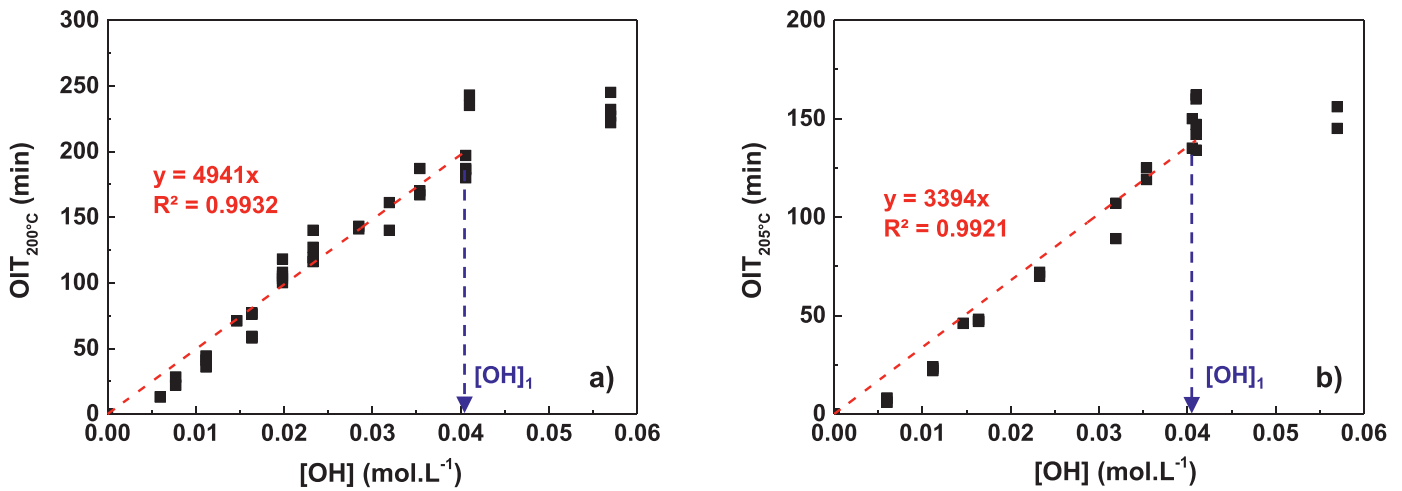 300
250
200
150
100
50
0
OIT200°C (min)
y = 4941x
R² = 0.9932
[OH]1
a)
0.00 0.01 0.02 0.03 0.04 0.05 0.06
[OH] (mol.L-1)
200
150
100
50
0
OIT205°C (min)
y = 3394x
R² = 0.9921
[OH]1
b)
0.00 0.01 0.02 0.03 0.04 0.05 0.06
[OH] (mol.L-1)